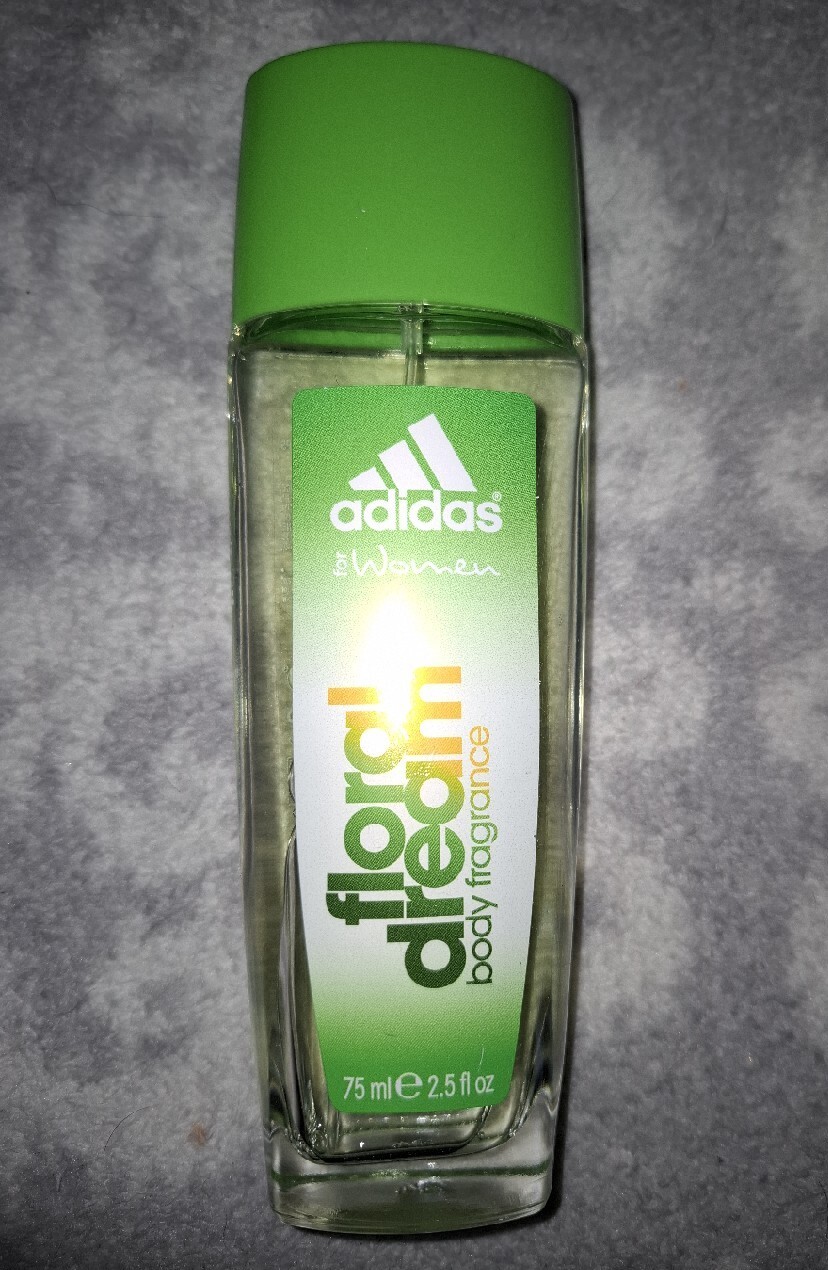 adidas®
for Women
floral
dream
body fragrance
75 ml ℮ 2.5 fl oz